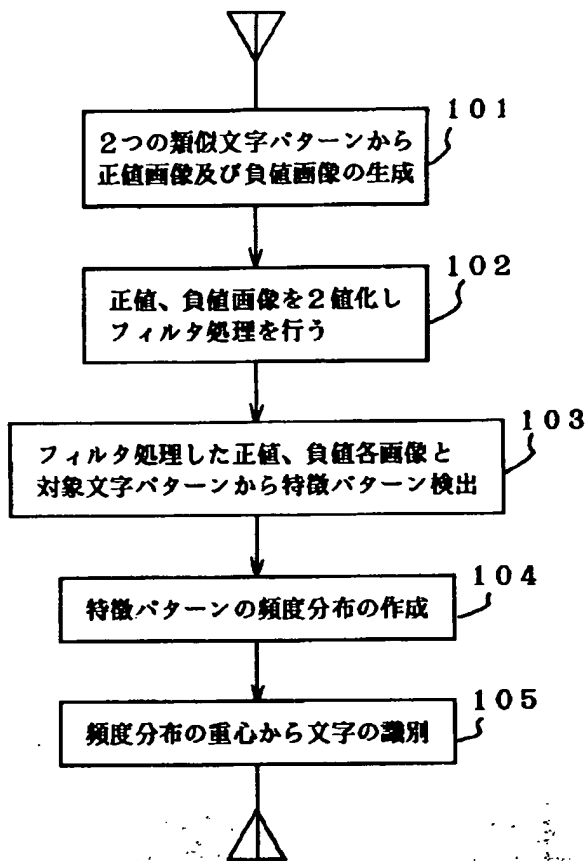 101
2つの類似文字パターンから
正値画像及び負値画像の生成
102
正値、負値画像を2値化し
フィルタ処理を行う
103
フィルタ処理した正値、負値各画像と
対象文字パターンから特徴パターン検出
104
特徴パターンの頻度分布の作成
105
頻度分布の重心から文字の識別